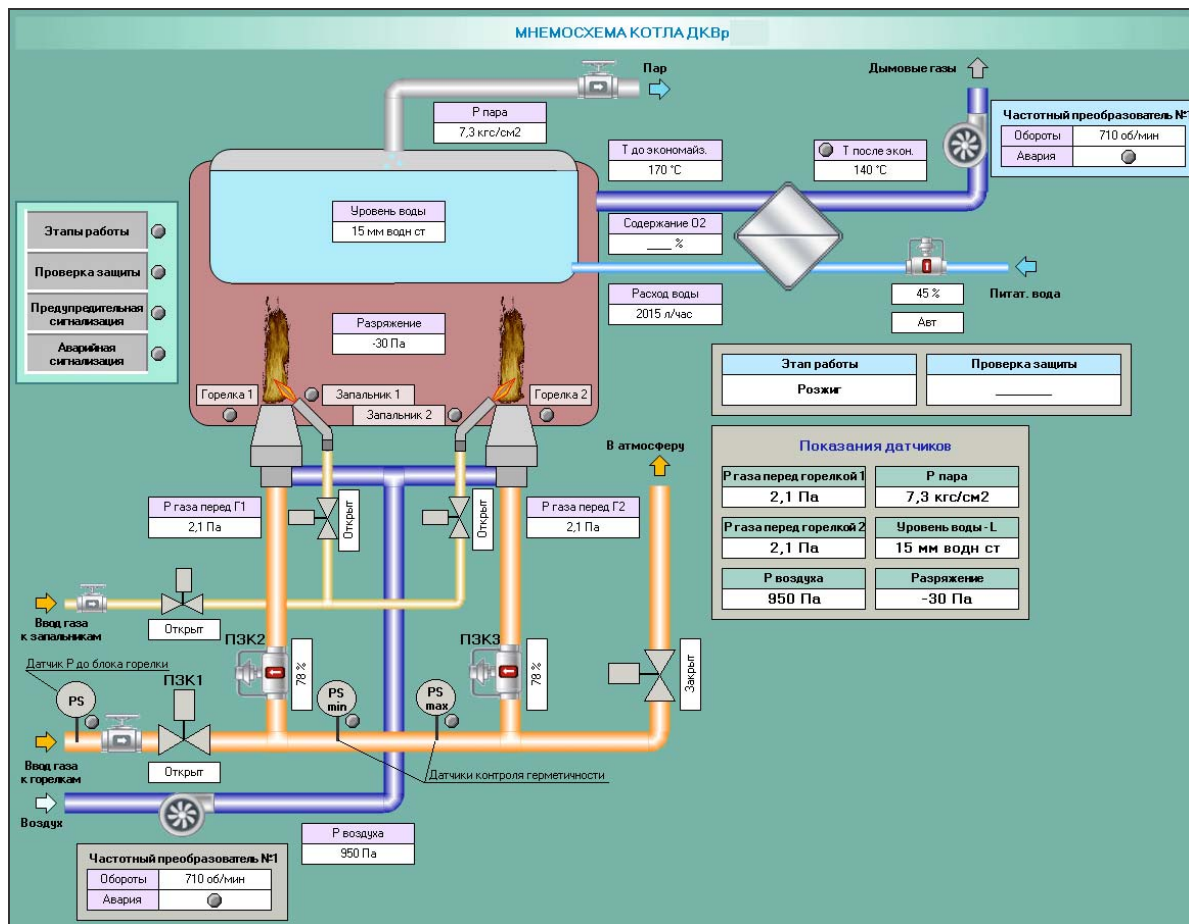 МНЕМОСХЕМА КОТЛА ДКВр
Пар
Дымовые газы
Р пара
7,3 кгс/см2
Частотный преобразователь №1
Обороты 710 об/мин
Авария
Т до экономайз.
170 °С
Т после экон.
140 °С
Этапы работы
Проверка защиты
Предупредительная
сигнализация
Аварийная
сигнализация
Уровень воды
15 мм водн ст
Содержание О2
____ %
Расход воды
2015 л/час
45 %
Авт
Питат. вода
Разряжение
-30 Па
Горелка 1
Запальник 1
Запальник 2
Горелка 2
Этап работы
Розжиг
Проверка защиты
______
В атмосферу
Показания датчиков
Р газа перед горелкой 1
2,1 Па
Р пара
7,3 кгс/см2
Р газа перед горелкой 2
2,1 Па
Уровень воды - L
15 мм водн ст
Р воздуха
950 Па
Разряжение
-30 Па
Р газа перед Г1
2,1 Па
Открыт
Открыт
Р газа перед Г2
2,1 Па
Ввод газа
к запальникам
Открыт
ПЗК2
78 %
ПЗК3
78 %
Закрыт
Датчик Р до блока горелки
ПЗК1
PS
PS
min
PS
max
Ввод газа
к горелкам
Открыт
Датчики контроля герметичности
Воздух
Р воздуха
950 Па
Частотный преобразователь №1
Обороты 710 об/мин
Авария